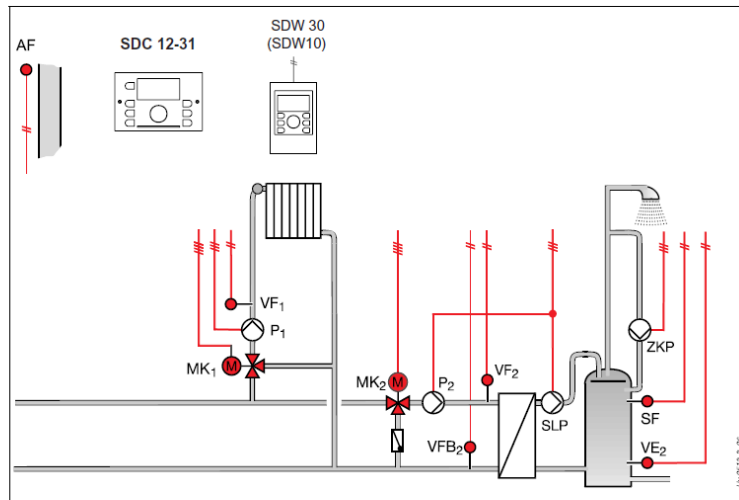 AF
SDC 12-31
SDW 30
(SDW10)
VF1
P1
MK1
M
MK2
M
P2
VF2
VFB2
SLP
ZKP
SF
VE2